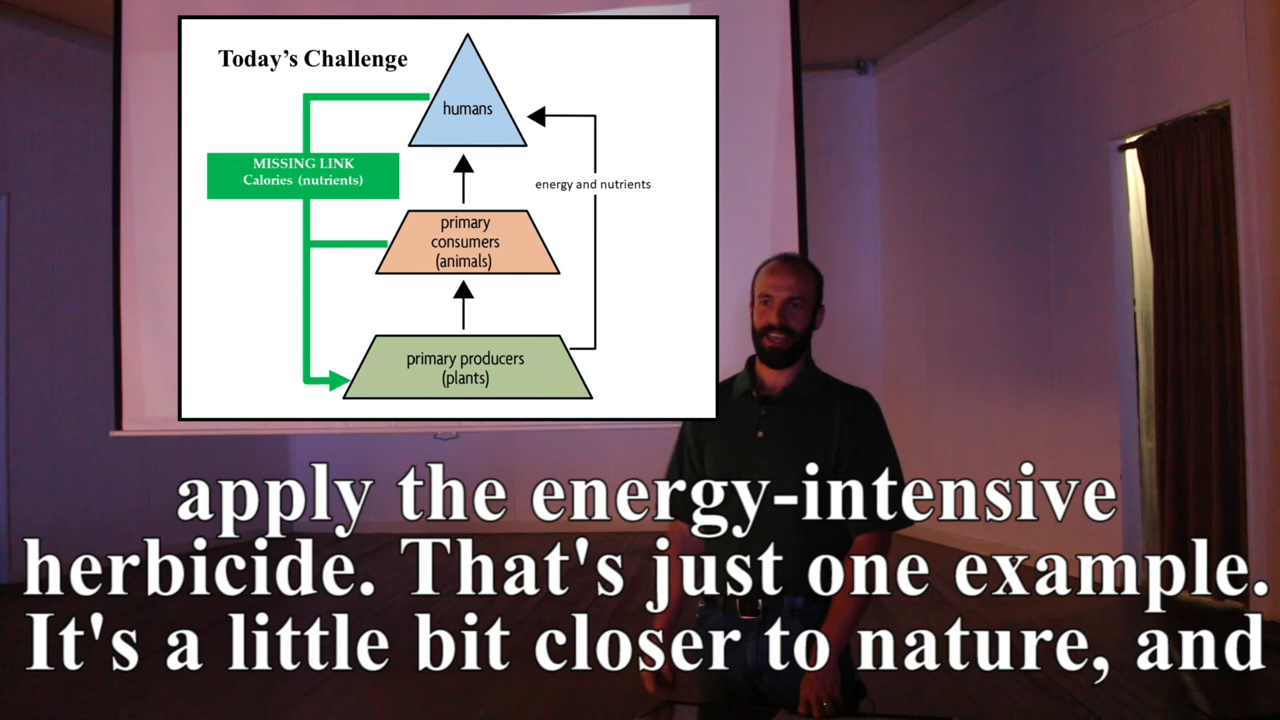 Today’s Challenge
humans
MISSING LINK
Calories (nutrients)
energy and nutrients
primary
consumers
(animals)
primary producers
(plants)
apply the energy-intensive
herbicide. That's just one example.
It's a little bit closer to nature, and